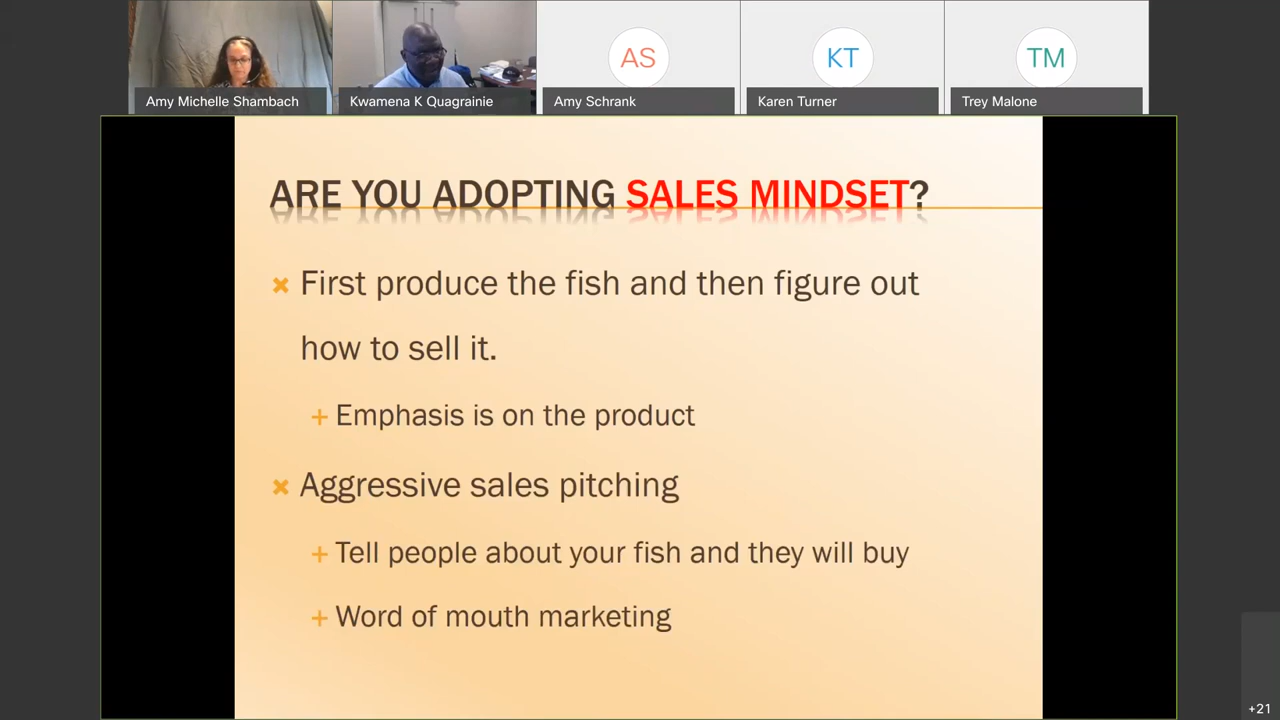 AS
KT
TM
Amy Michelle Shambach
Kwamena K Quagrainie
Amy Schrank
Karen Turner
Trey Malone
ARE YOU ADOPTING SALES MINDSET?
First produce the fish and then figure out
how to sell it.
Emphasis is on the product
Aggressive sales pitching
Tell people about your fish and they will buy
Word of mouth marketing
+21